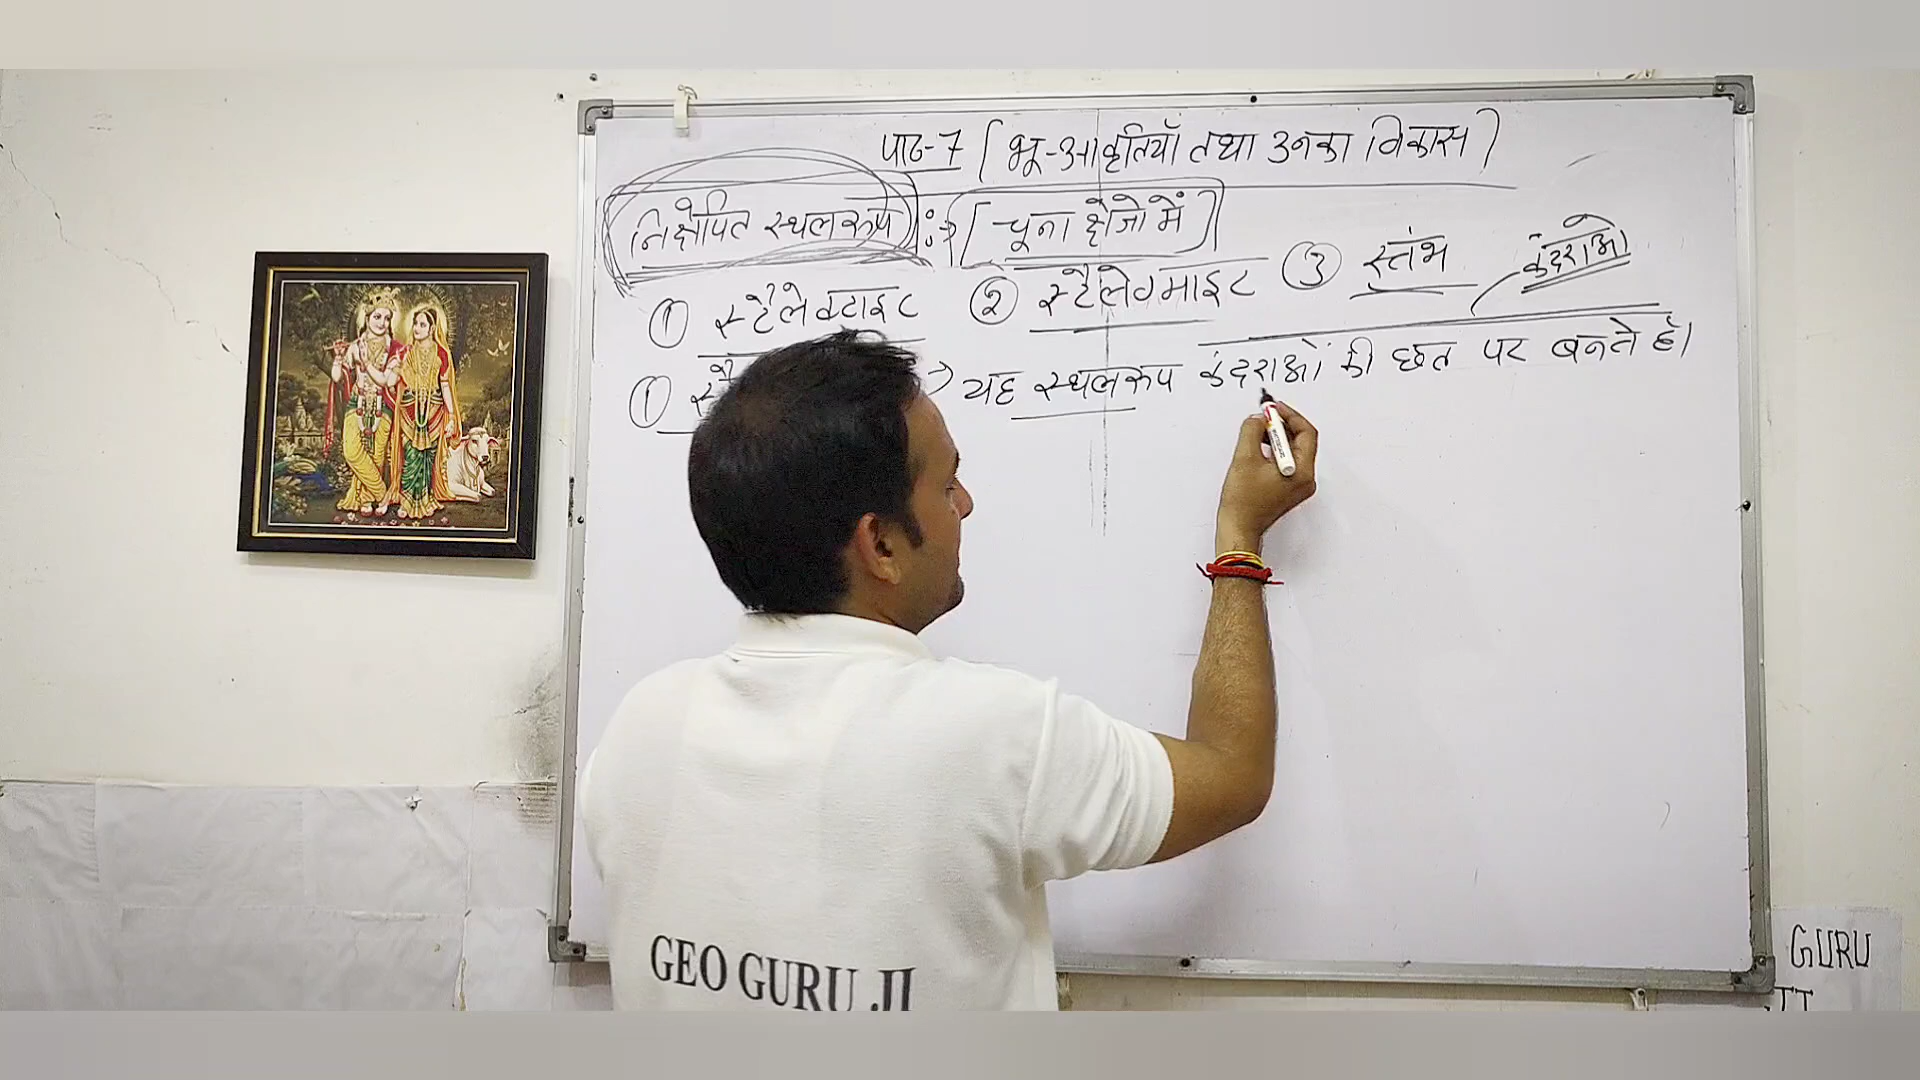 पाठ-7 [भू-आकृतियाँ तथा उनका विकास]
निक्षेपित स्थलरूप :→ [चूना क्षेत्रो में]
① स्टैलेक्टाइट ② स्टैलेगमाइट ③ स्तंभ कंदराओ
① यह स्थलरूप कंदराओं की छत पर बनते हैं।
GEO GURU JI
GURU